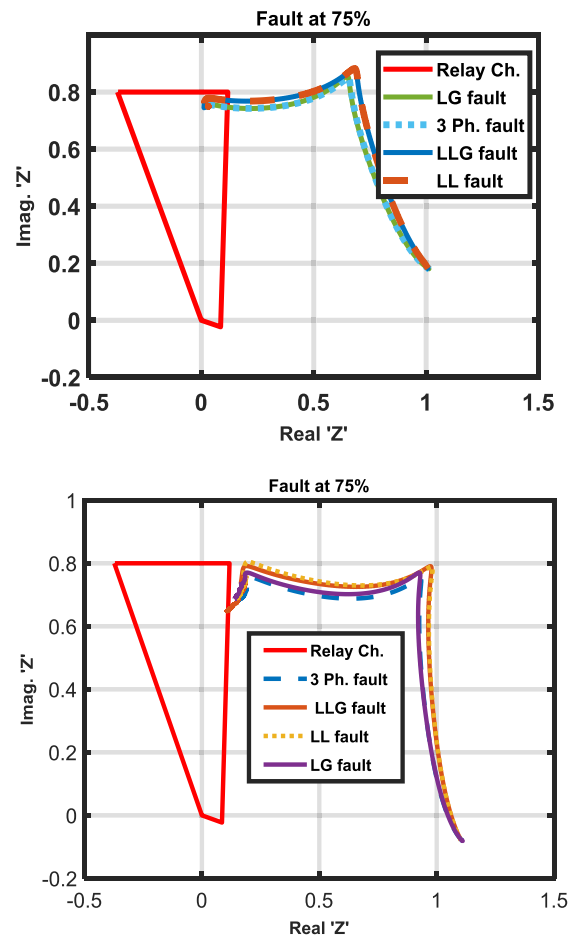 Fault at 75%
Relay Ch.
LG fault
3 Ph. fault
LLG fault
LL fault
0.8
0.6
0.4
0.2
0
-0.2
Imag. 'Z'
-0.5
0
0.5
1
1.5
Real 'Z'
Fault at 75%
1
0.8
0.6
0.4
0.2
0
-0.2
Imag. 'Z'
Relay Ch.
3 Ph. fault
LLG fault
LL fault
LG fault
-0.5
0
0.5
1
1.5
Real 'Z'